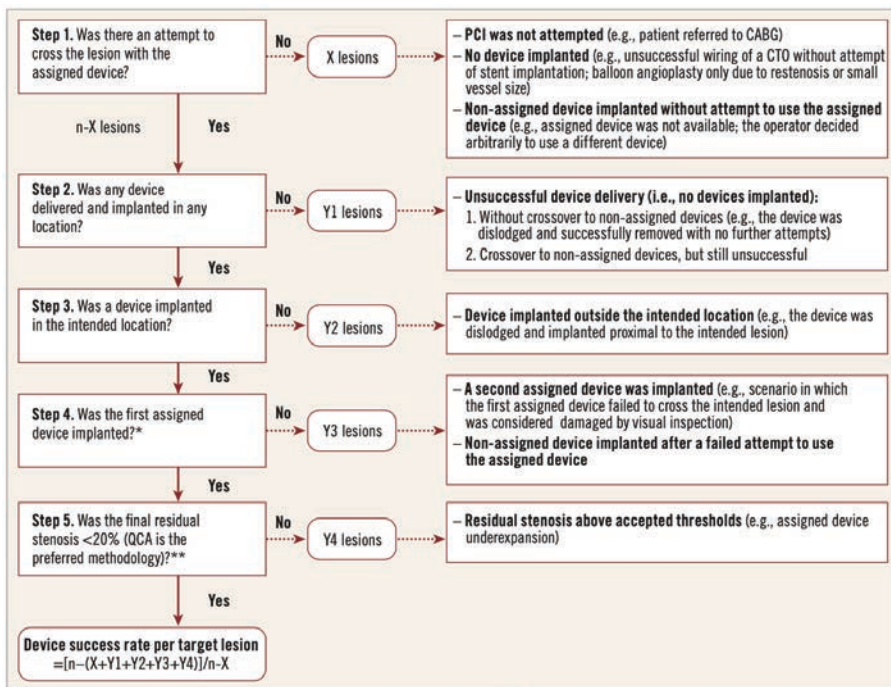 Step 1. Was there an attempt to
cross the lesion with the
assigned device?
No
X lesions
– PCI was not attempted (e.g., patient referred to CABG)
– No device implanted (e.g., unsuccessful wiring of a CTO without attempt
of stent implantation; balloon angioplasty only due to restenosis or small
vessel size)
– Non-assigned device implanted without attempt to use the assigned
device (e.g., assigned device was not available; the operator decided
arbitrarily to use a different device)
n-X lesions
Yes
Step 2. Was any device
delivered and implanted in any
location?
No
Y1 lesions
– Unsuccessful device delivery (i.e., no devices implanted):
1. Without crossover to non-assigned devices (e.g., the device was
dislodged and successfully removed with no further attempts)
2. Crossover to non-assigned devices, but still unsuccessful
Yes
Step 3. Was a device implanted
in the intended location?
No
Y2 lesions
– Device implanted outside the intended location (e.g., the device was
dislodged and implanted proximal to the intended lesion)
Yes
Step 4. Was the first assigned
device implanted?*
No
Y3 lesions
– A second assigned device was implanted (e.g., scenario in which
the first assigned device failed to cross the intended lesion and
was considered damaged by visual inspection)
– Non-assigned device implanted after a failed attempt to use
the assigned device
Yes
Step 5. Was the final residual
stenosis <20% (QCA is the
preferred methodology)?**
No
Y4 lesions
– Residual stenosis above accepted thresholds (e.g., assigned device
underexpansion)
Yes
Device success rate per target lesion
=[n–(X+Y1+Y2+Y3+Y4)]/n-X